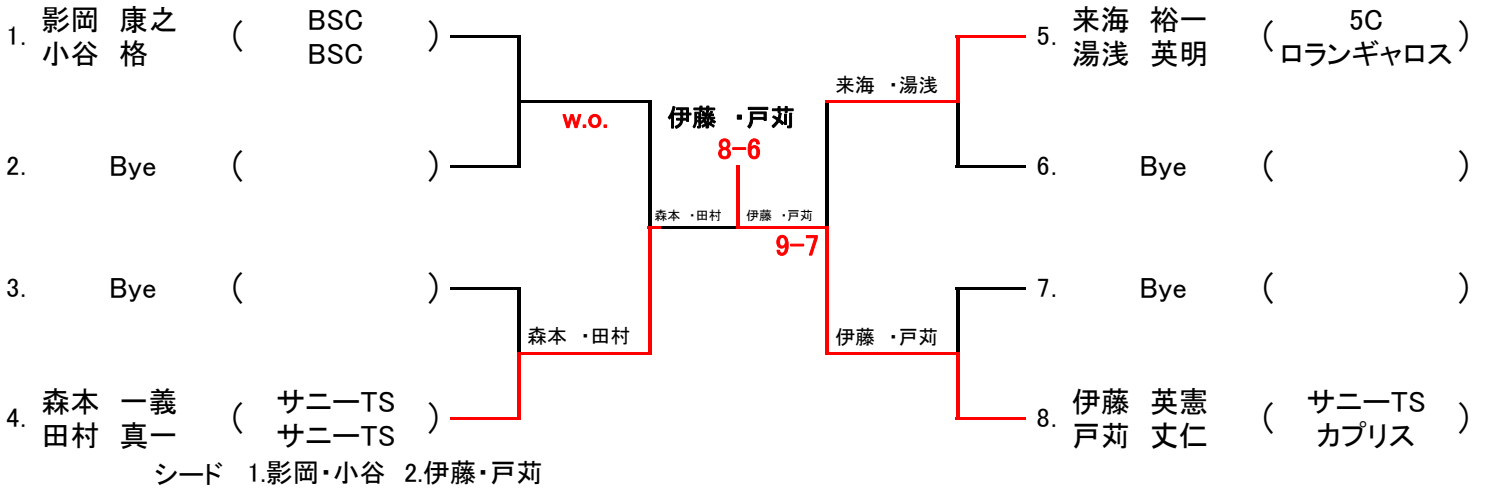 1. 影岡 康之 ( BSC )
小谷 格 BSC
2. Bye ( )
3. Bye ( )
4. 森本 一義 ( サニーTS )
田村 真一 サニーTS
w.o.
森本 ・田村
森本 ・田村
伊藤 ・戸苅
8-6
伊藤 ・戸苅
9-7
来海 ・湯浅
伊藤 ・戸苅
5. 来海 裕一 ( 5C )
湯浅 英明 ロランギャロス
6. Bye ( )
7. Bye ( )
8. 伊藤 英憲 ( サニーTS )
戸苅 丈仁 カプリス
シード 1.影岡・小谷 2.伊藤・戸苅